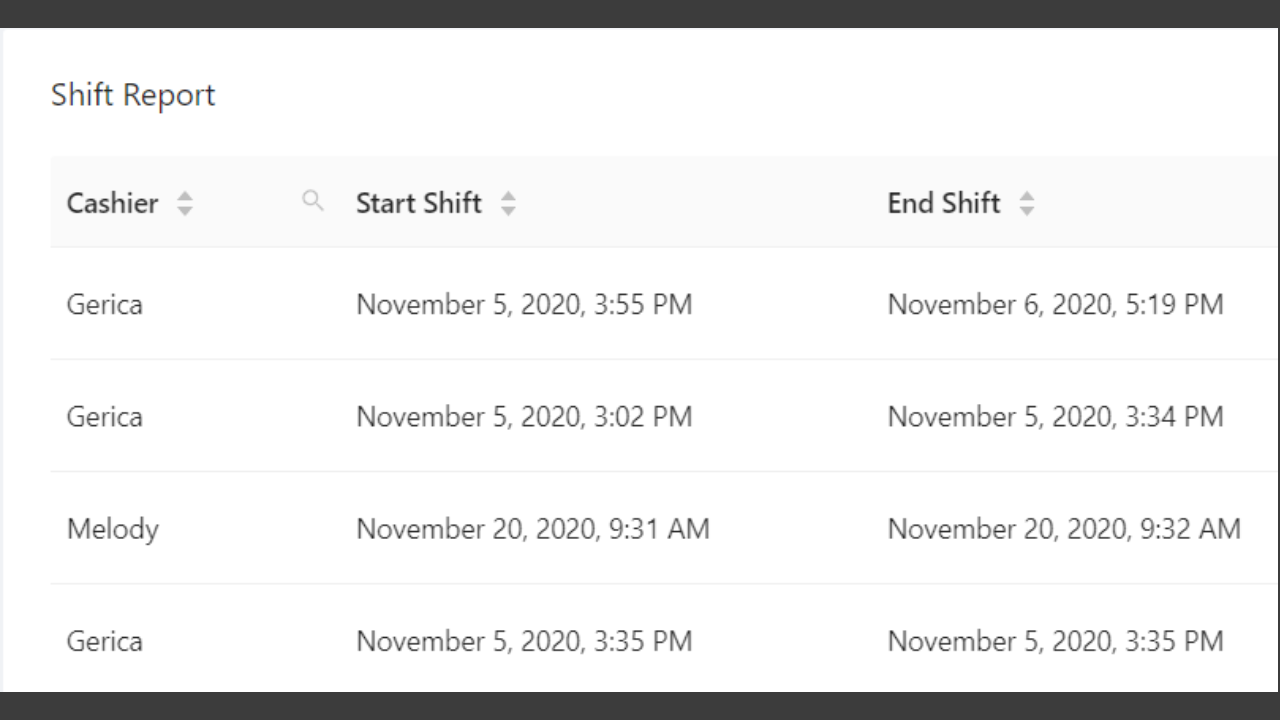 Shift Report
Cashier Start Shift End Shift
Gerica November 5, 2020, 3:55 PM November 6, 2020, 5:19 PM
Gerica November 5, 2020, 3:02 PM November 5, 2020, 3:34 PM
Melody November 20, 2020, 9:31 AM November 20, 2020, 9:32 AM
Gerica November 5, 2020, 3:35 PM November 5, 2020, 3:35 PM